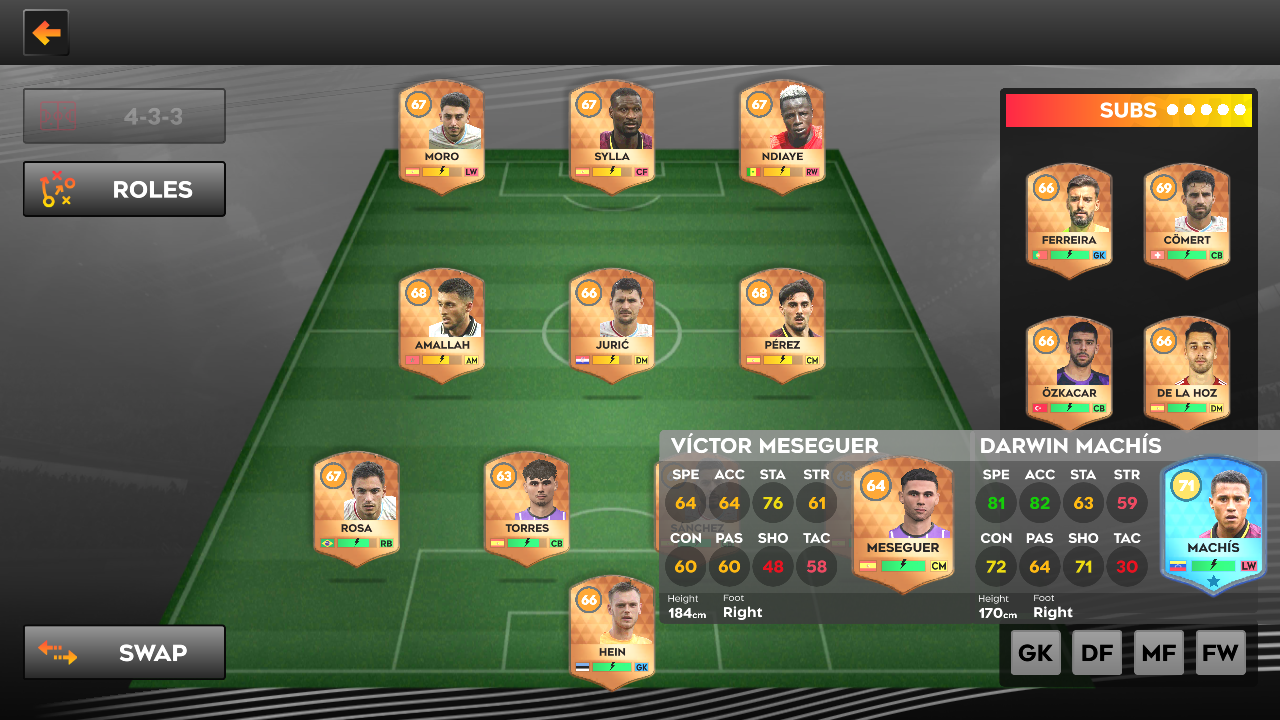 4-3-3
ROLES
67
MORO
LW
67
SYLLA
CF
67
NDIAYE
RW
68
AMALLAH
AM
66
JURIĆ
DM
68
PÉREZ
CM
67
ROSA
RB
63
TORRES
CB
SÁNCHEZ
66
HEIN
GK
SWAP
SUBS
66
FERREIRA
GK
69
CÖMERT
CB
66
ÖZKACAR
CB
66
DE LA HOZ
DM
VÍCTOR MESEGUER
SPE ACC STA STR
64 64 76 61
CON PAS SHO TAC
60 60 48 58
Height Foot
184cm Right
64
MESEGUER
CM
DARWIN MACHÍS
SPE ACC STA STR
81 82 63 59
CON PAS SHO TAC
72 64 71 30
Height Foot
170cm Right
71
MACHÍS
LW
GK DF MF FW